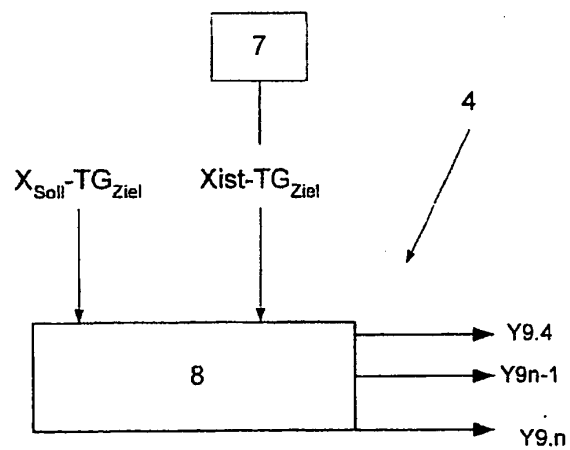 7
4
X_Soll-TG_Ziel Xist-TG_Ziel
8
Y9.4
Y9n-1
Y9.n